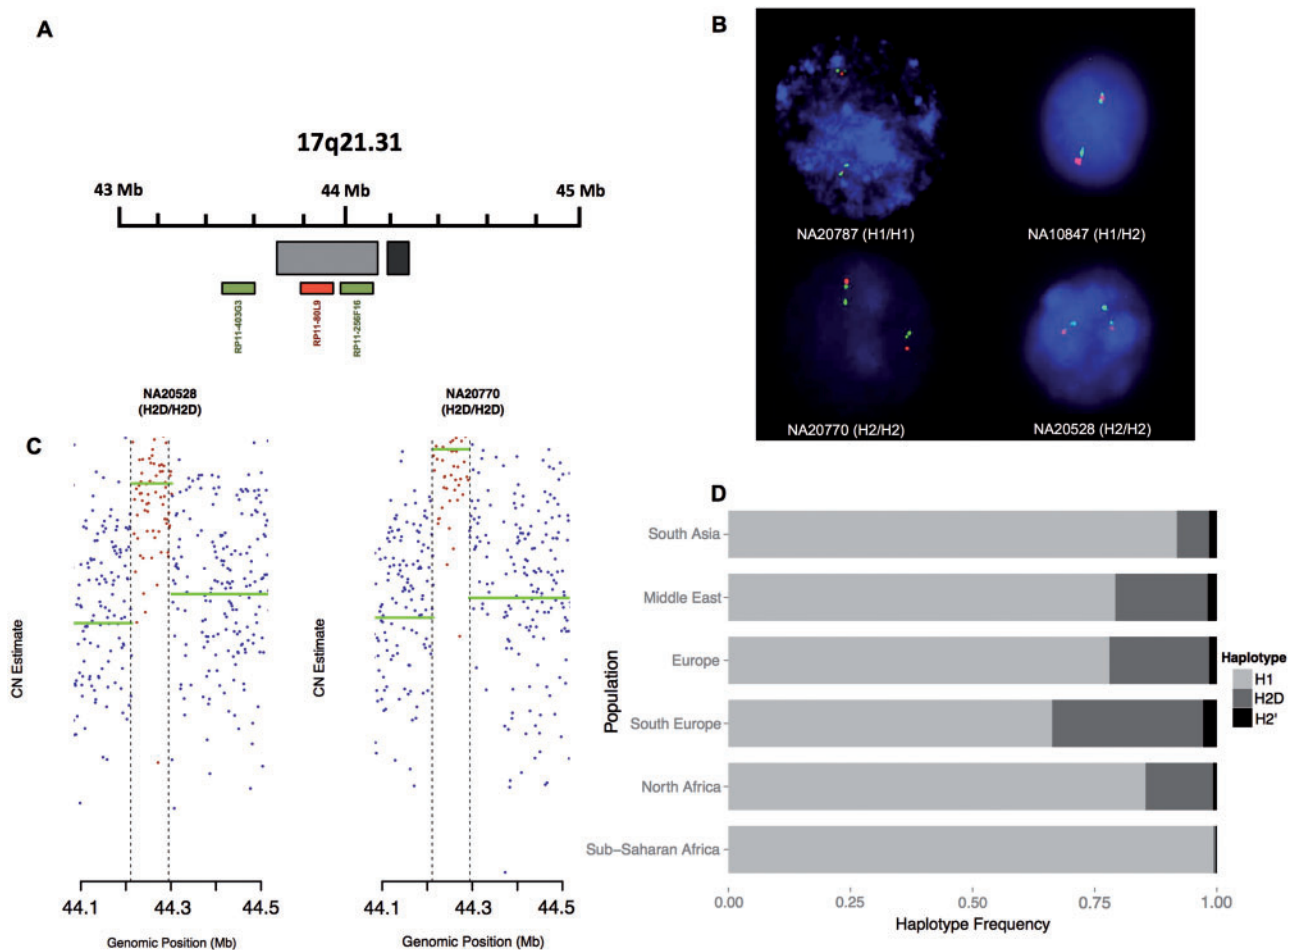 A
17q21.31
43 Mb 44 Mb 45 Mb
RP11-403G3
RP11-80L9
RP11-256F16
B
NA20787 (H1/H1) NA10847 (H1/H2)
NA20770 (H2/H2) NA20528 (H2/H2)
C
NA20528
(H2D/H2D)
CN Estimate
44.1 44.3 44.5
Genomic Position (Mb)
NA20770
(H2D/H2D)
CN Estimate
44.1 44.3 44.5
Genomic Position (Mb)
D
Population
South Asia
Middle East
Europe
South Europe
North Africa
Sub–Saharan Africa
0.00 0.25 0.50 0.75 1.00
Haplotype Frequency
Haplotype
H1
H2D
H2'